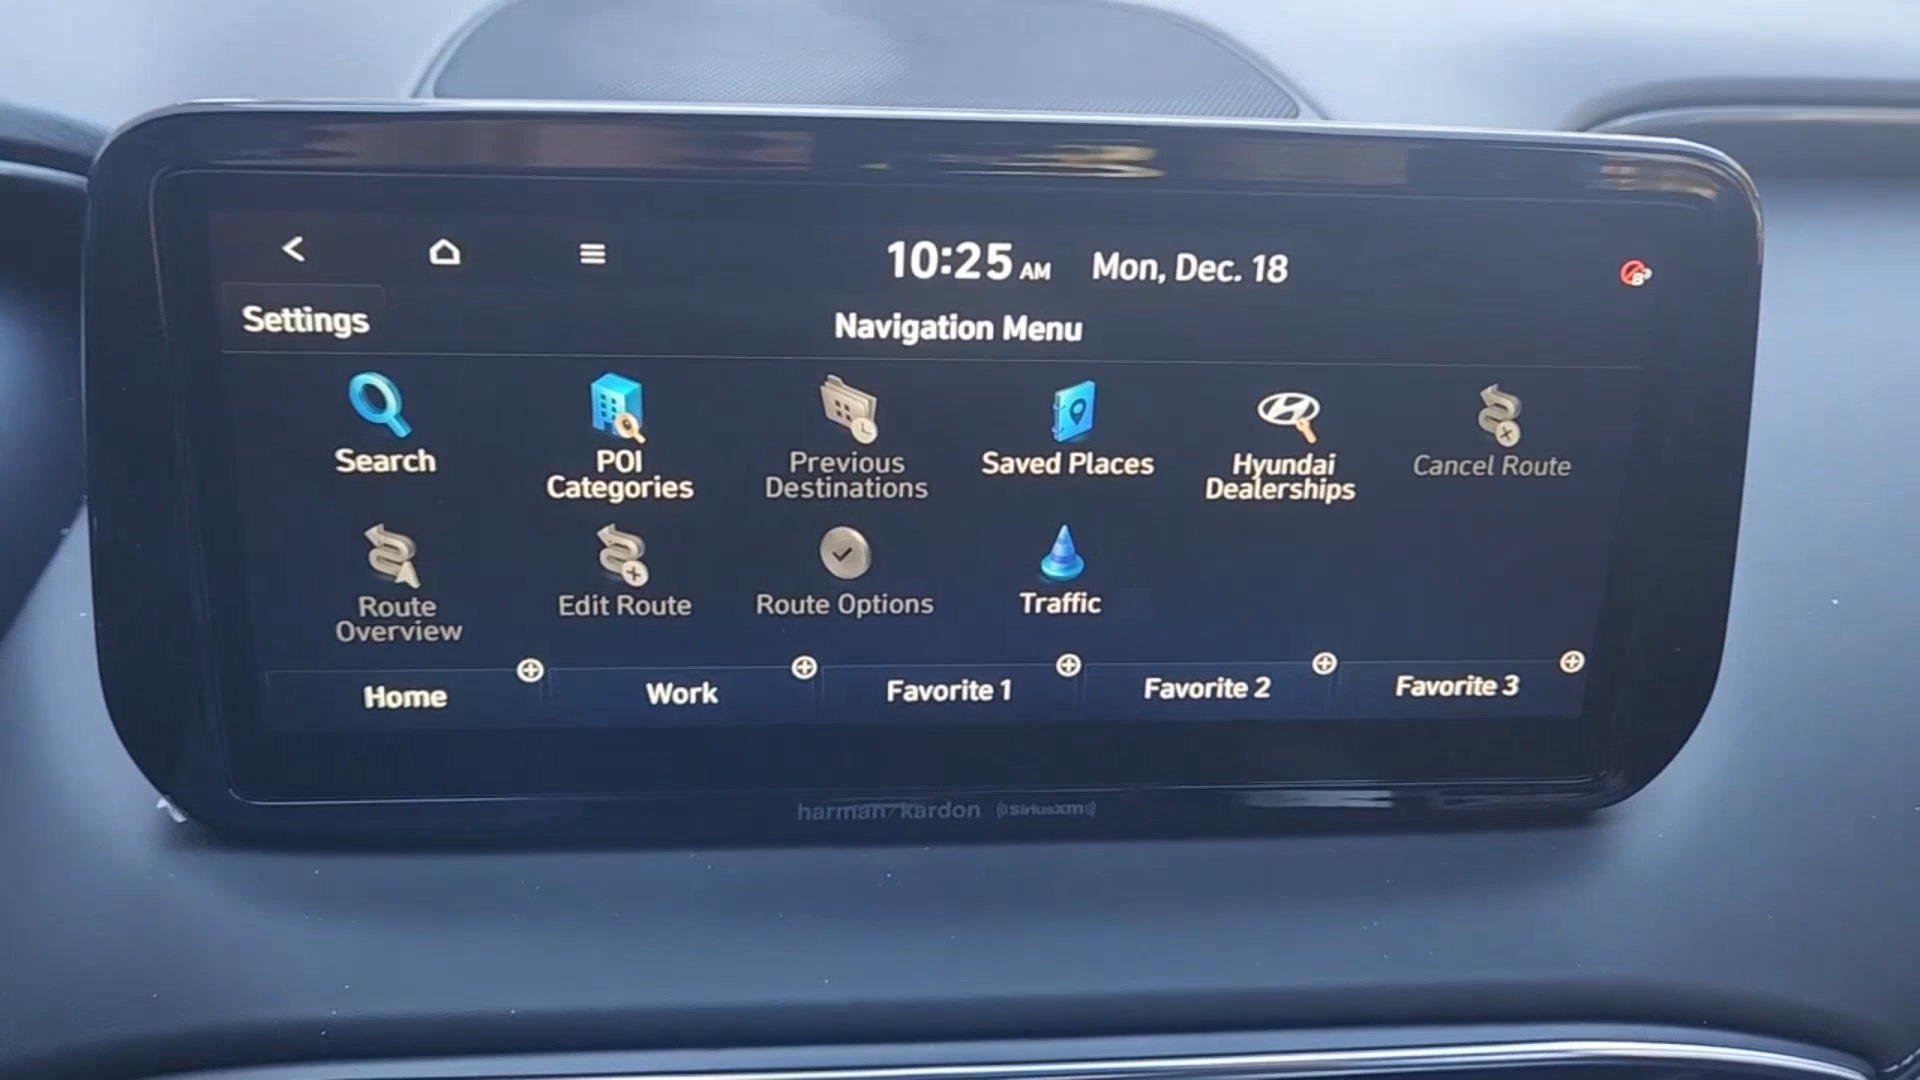 10:25 AM Mon, Dec. 18
Settings
Navigation Menu
Search
POI
Categories
Previous
Destinations
Saved Places
Hyundai
Dealerships
Cancel Route
Route
Overview
Edit Route
Route Options
Traffic
Home
Work
Favorite 1
Favorite 2
Favorite 3
harman/kardon
((SiriusXM))